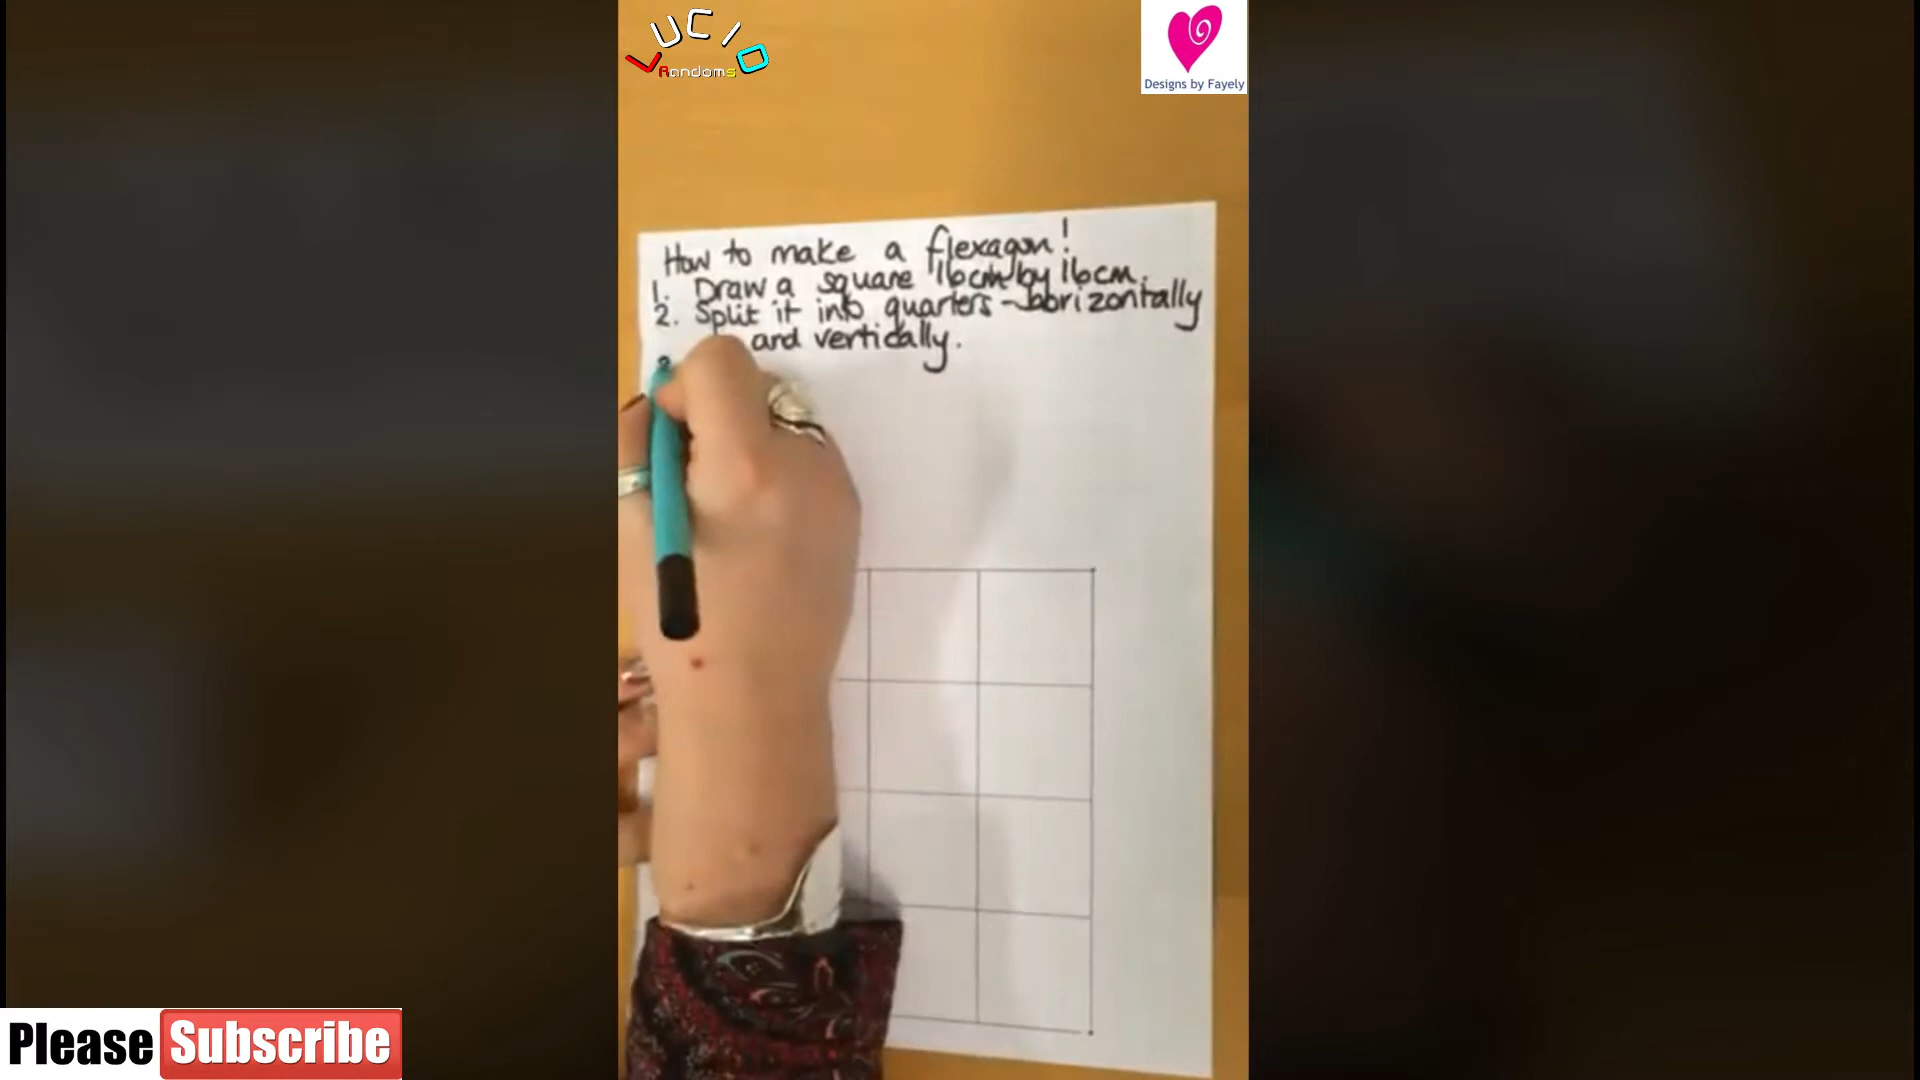 LUCIO
Randoms
Designs by Fayely
How to make a flexagon!
1. Draw a square 16cm by 16cm.
2. Split it into quarters - horizontally
and vertically.
Please Subscribe